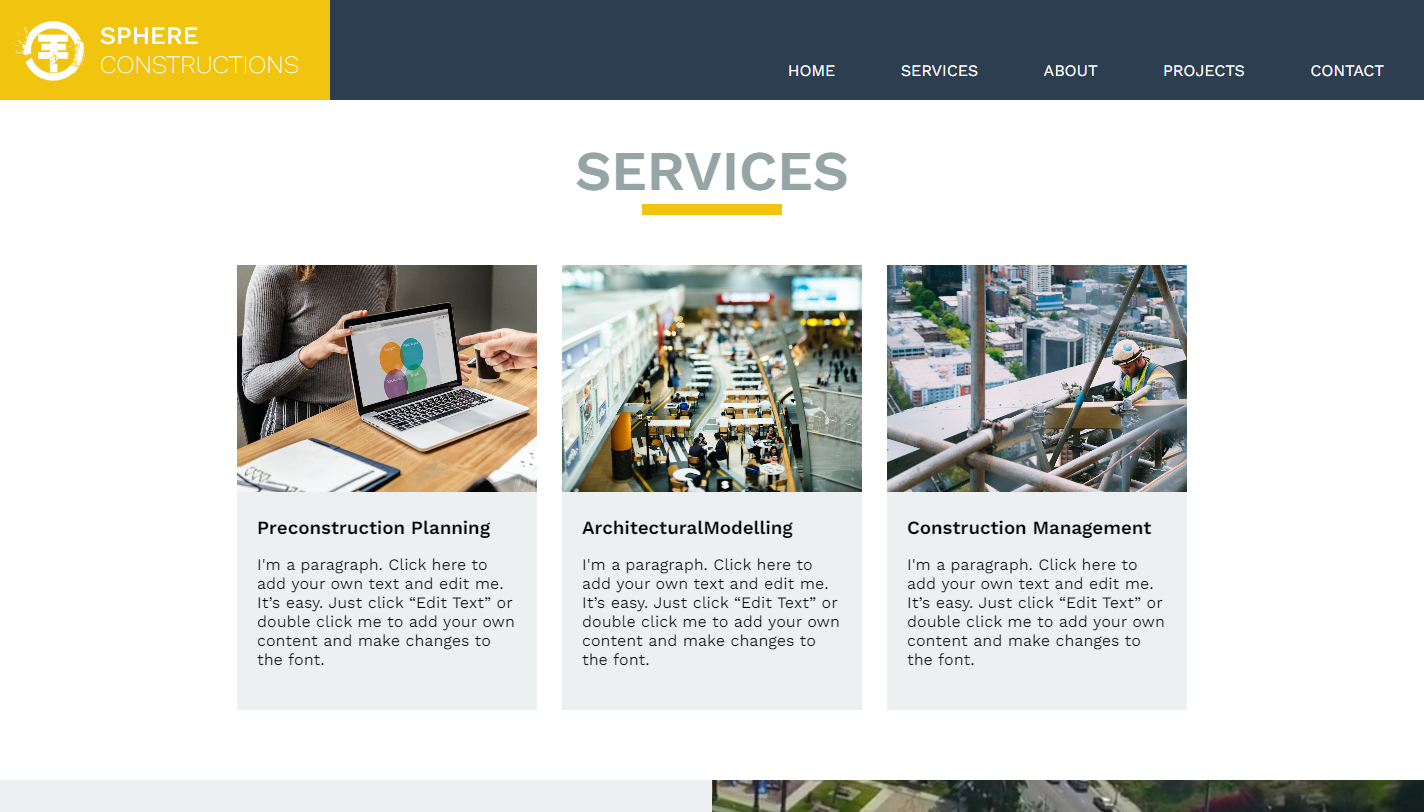 SPHERE
CONSTRUCTIONS
HOME SERVICES ABOUT PROJECTS CONTACT
SERVICES
Preconstruction Planning
I'm a paragraph. Click here to
add your own text and edit me.
It’s easy. Just click “Edit Text” or
double click me to add your own
content and make changes to
the font.
ArchitecturalModelling
I'm a paragraph. Click here to
add your own text and edit me.
It’s easy. Just click “Edit Text” or
double click me to add your own
content and make changes to
the font.
Construction Management
I'm a paragraph. Click here to
add your own text and edit me.
It’s easy. Just click “Edit Text” or
double click me to add your own
content and make changes to
the font.